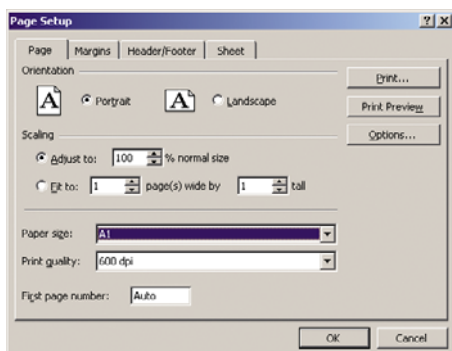 Page Setup
Page Margins Header/Footer Sheet
Orientation
A Portrait A Landscape
Scaling
Adjust to: 100 % normal size
Fit to: 1 page(s) wide by 1 tall
Paper size: A1
Print quality: 600 dpi
First page number: Auto
Print...
Print Preview
Options...
OK Cancel